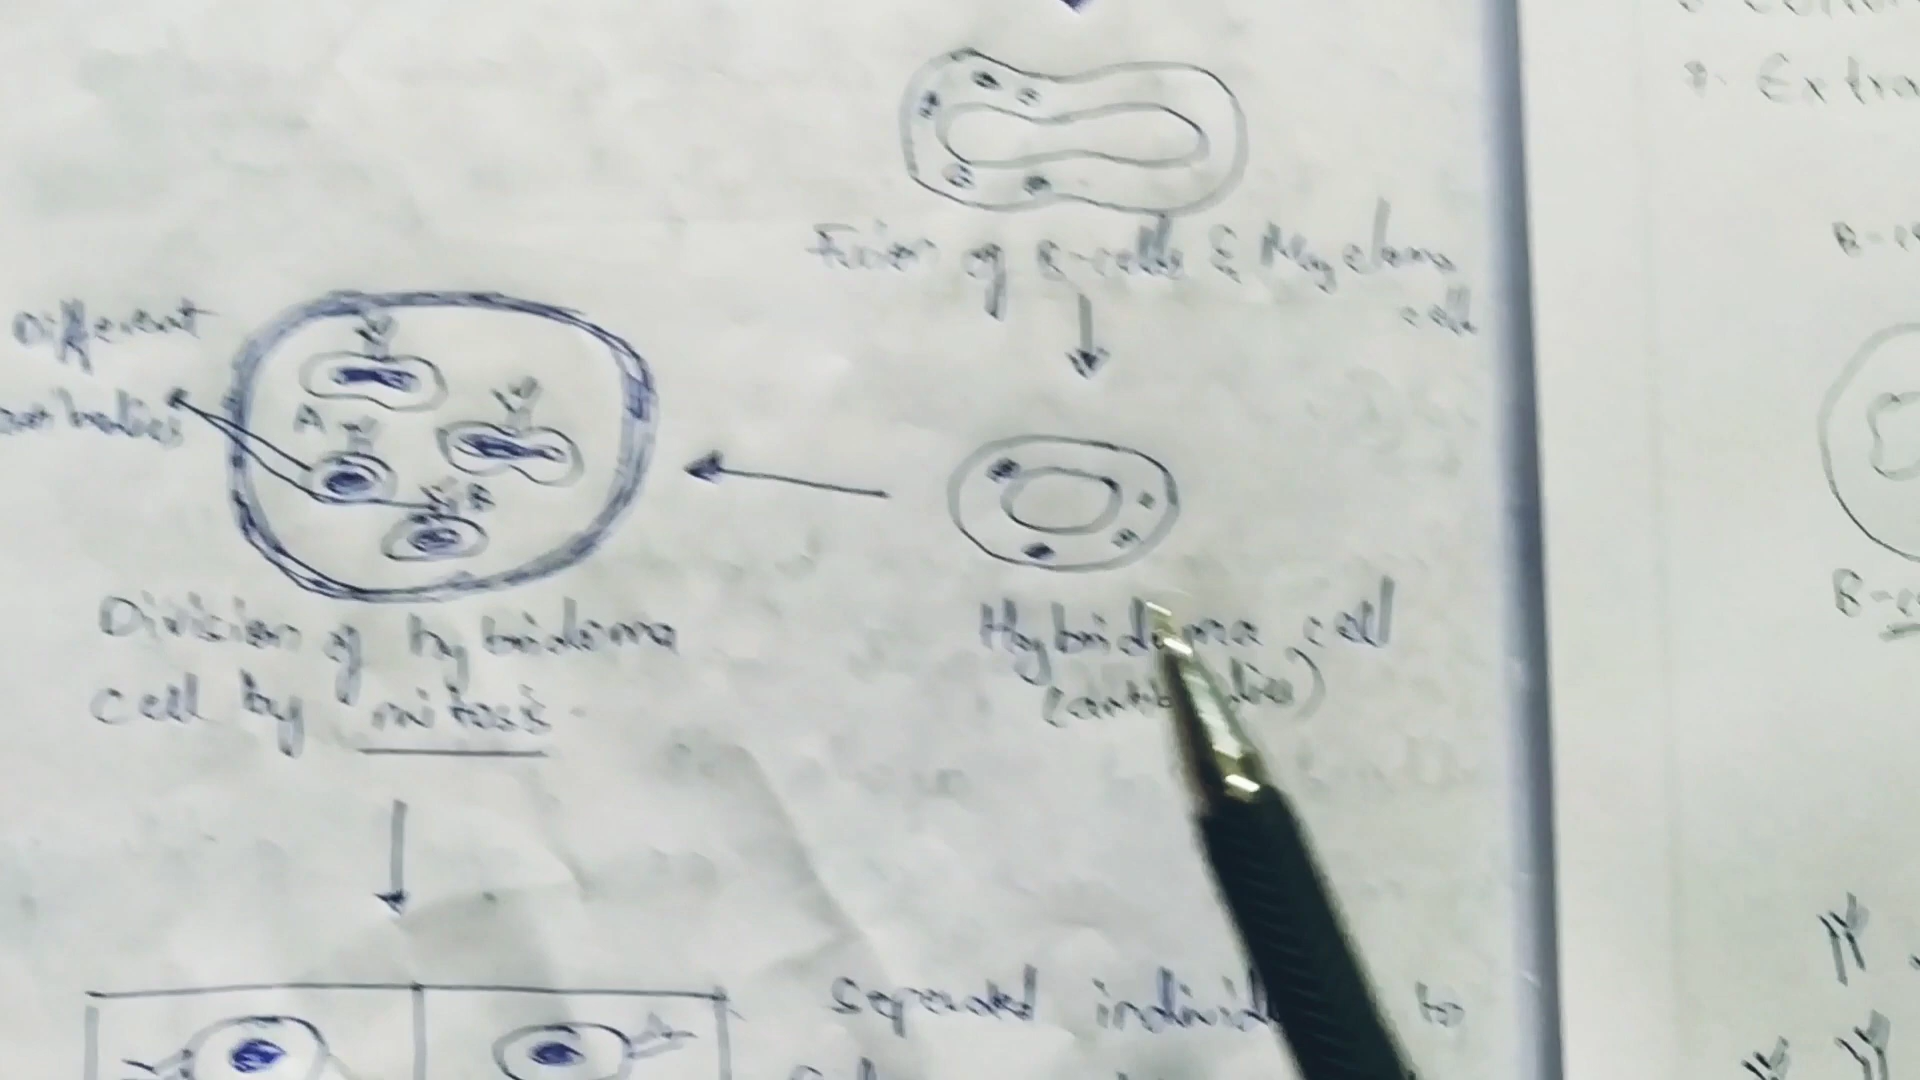 Extra
Fusion of B-cells & Myeloma
cell
Different
antibodies
A
B
Hybridoma cell
(antibodies)
Division of hybridoma
cell by mitosis
B-
Separated individ to